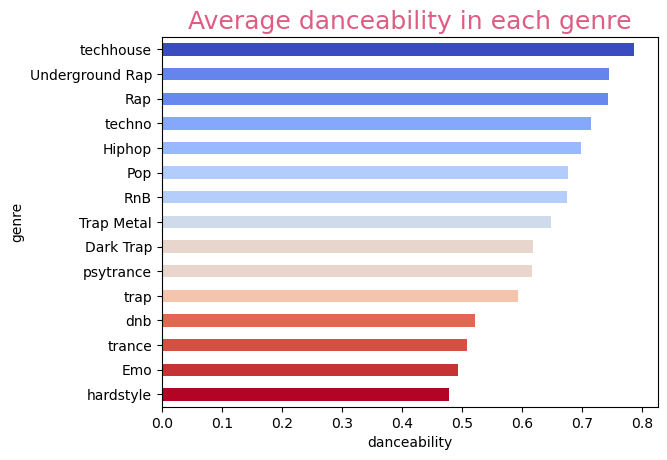 Average danceability in each genre
techhouse
Underground Rap
Rap
techno
Hiphop
Pop
RnB
Trap Metal
Dark Trap
psytrance
trap
dnb
trance
Emo
hardstyle
genre
0.0 0.1 0.2 0.3 0.4 0.5 0.6 0.7 0.8
danceability